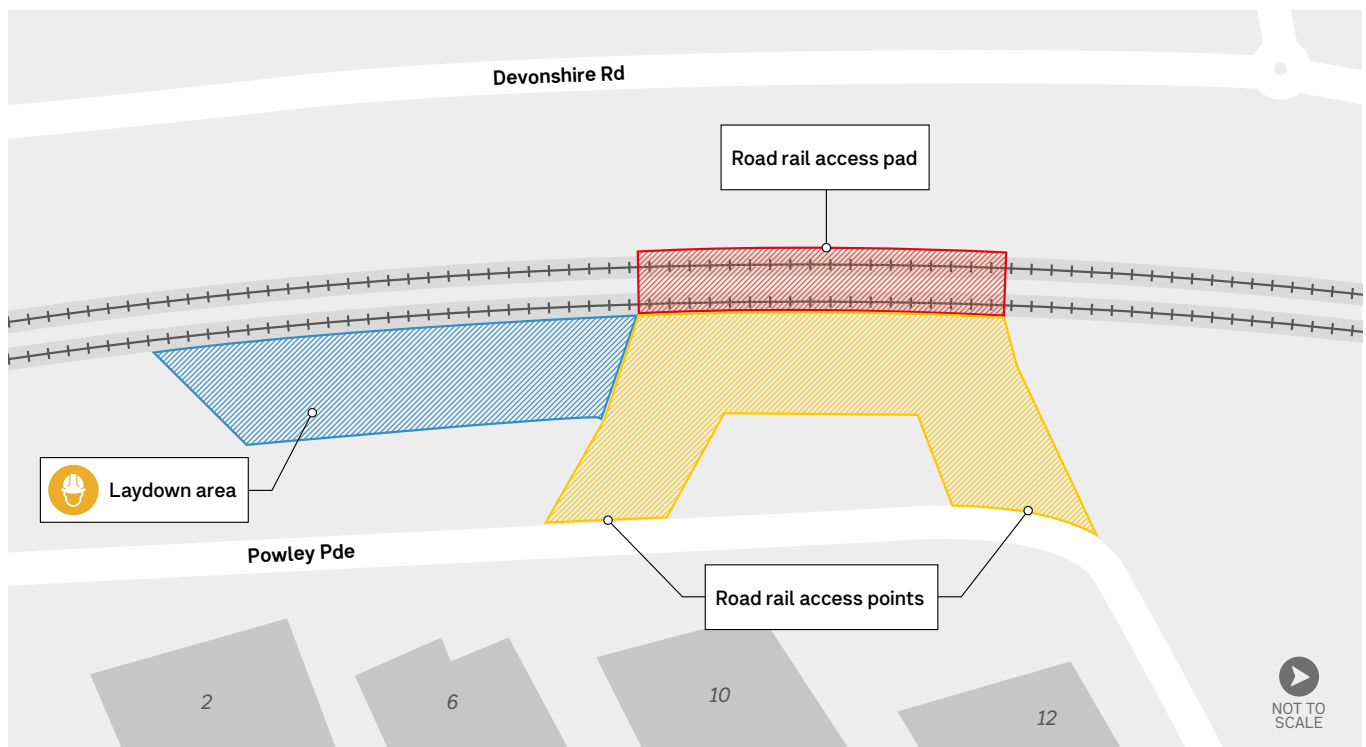 Devonshire Rd
Road rail access pad
Laydown area
Powley Pde
Road rail access points
2
6
10
12
NOT TO
SCALE